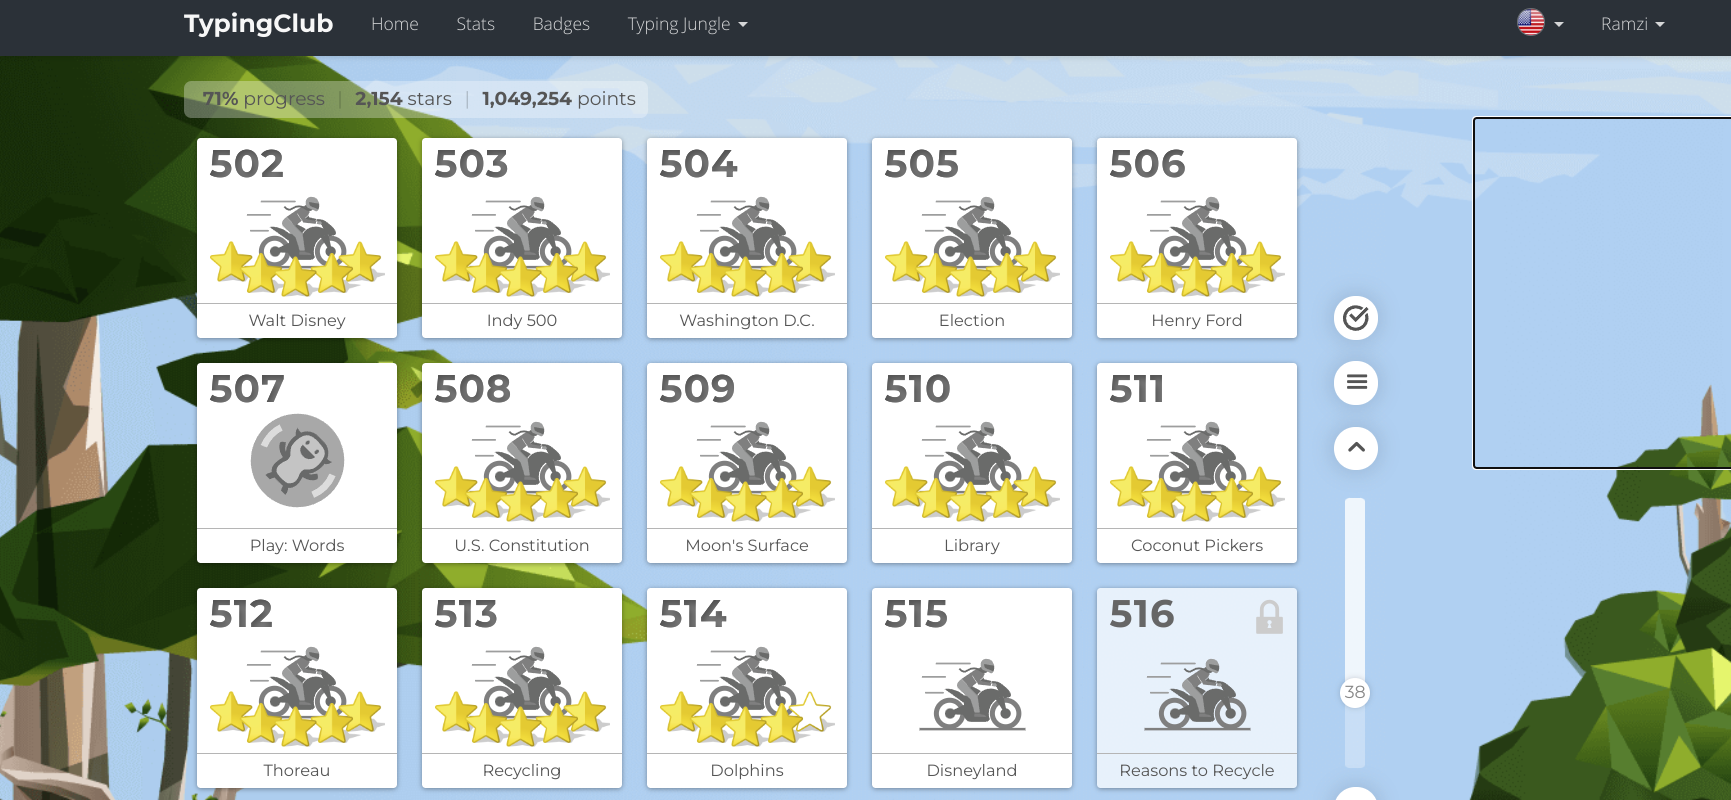 TypingClub Home Stats Badges Typing Jungle Ramzi
71% progress | 2,154 stars | 1,049,254 points
502 503 504 505 506
Walt Disney Indy 500 Washington D.C. Election Henry Ford
507 508 509 510 511
Play: Words U.S. Constitution Moon's Surface Library Coconut Pickers
512 513 514 515 516
38
Thoreau Recycling Dolphins Disneyland Reasons to Recycle